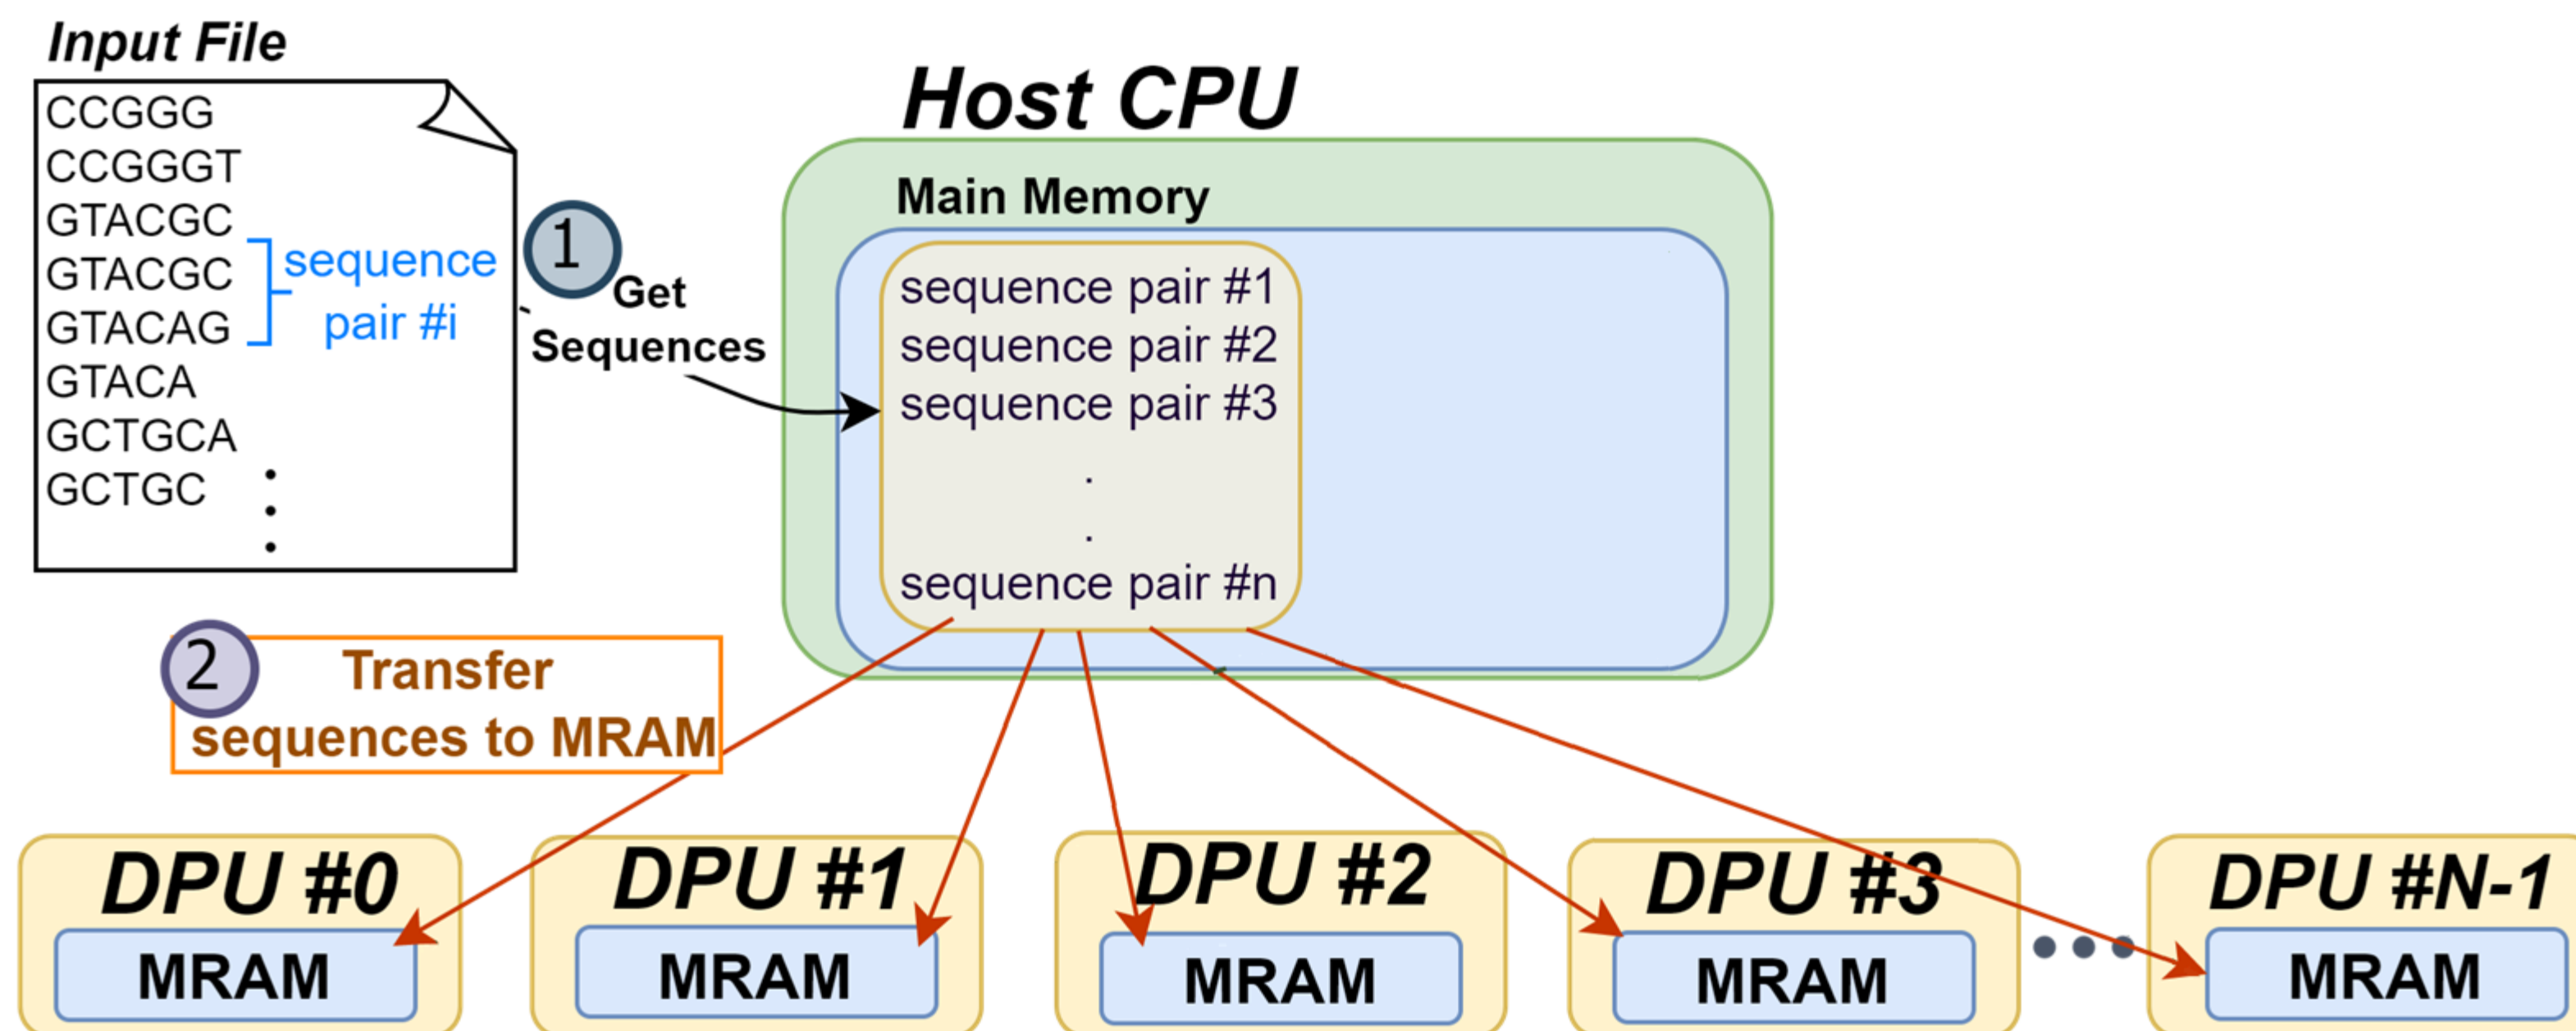 Input File
CCGGG
CCGGGT
GTACGC
GTACGC
GTACAG
GTACA
GCTGCA
GCTGC
sequence
pair #i
1
Get
Sequences
Host CPU
Main Memory
sequence pair #1
sequence pair #2
sequence pair #3
.
.
sequence pair #n
2
Transfer
sequences to MRAM
DPU #0
MRAM
DPU #1
MRAM
DPU #2
MRAM
DPU #3
MRAM
DPU #N-1
MRAM